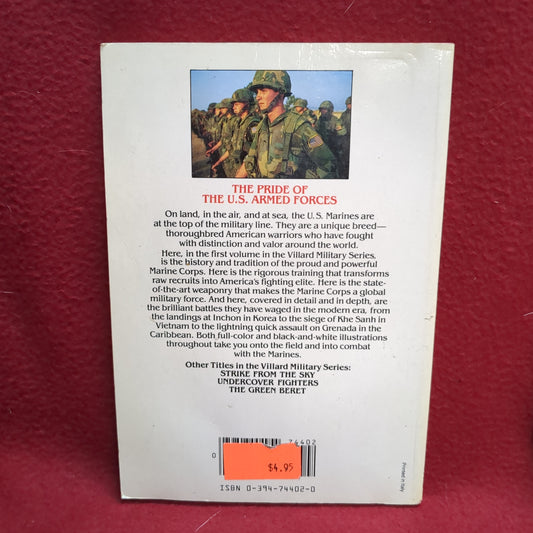 THE PRIDE OF
THE U.S. ARMED FORCES
On land, in the air, and at sea, the U.S. Marines are
at the top of the military line. They are a unique breed—
thoroughbred American warriors who have fought
with distinction and valor around the world.
Here, in the first volume in the Villard Military Series,
is the history and tradition of the proud and powerful
Marine Corps. Here is the rigorous training that transforms
raw recruits into America's fighting elite. Here is the state-
of-the-art weaponry that makes the Marine Corps a global
military force. And here, covered in detail and in depth, are
the brilliant battles they have waged in the modern era, from
the landings at Inchon in Korea to the siege of Khe Sanh in
Vietnam to the lightning quick assault on Grenada in the
Caribbean. Both full-color and black-and-white illustrations
throughout take you onto the field and into combat
with the Marines.
Other Titles in the Villard Military Series:
STRIKE FROM THE SKY
UNDERCOVER FIGHTERS
THE GREEN BERET
74402
0
$4.95
ISBN 0-394-74402-0
Printed in Italy